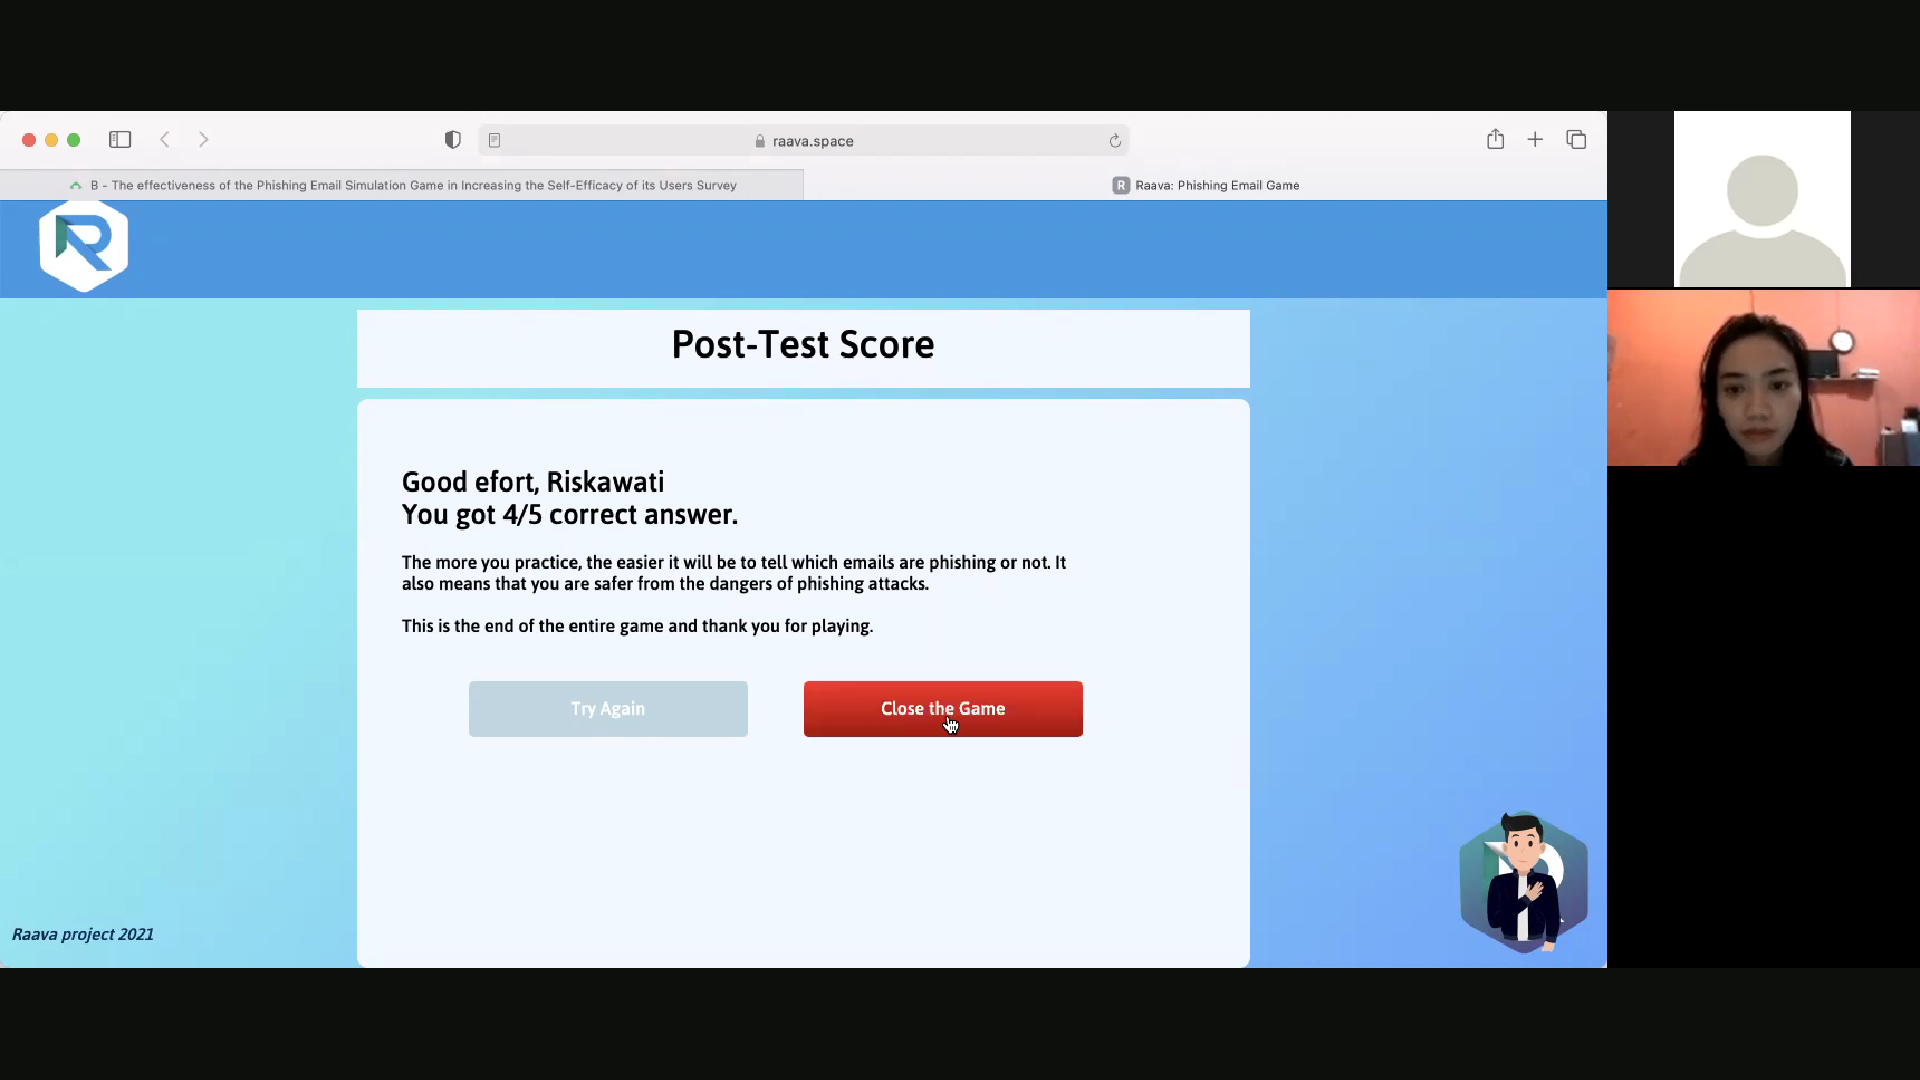 raava.space
B - The effectiveness of the Phishing Email Simulation Game in Increasing the Self-Efficacy of its Users Survey
R Raava: Phishing Email Game
R
Post-Test Score
Good efort, Riskawati
You got 4/5 correct answer.
The more you practice, the easier it will be to tell which emails are phishing or not. It
also means that you are safer from the dangers of phishing attacks.
This is the end of the entire game and thank you for playing.
Try Again
Close the Game
Raava project 2021